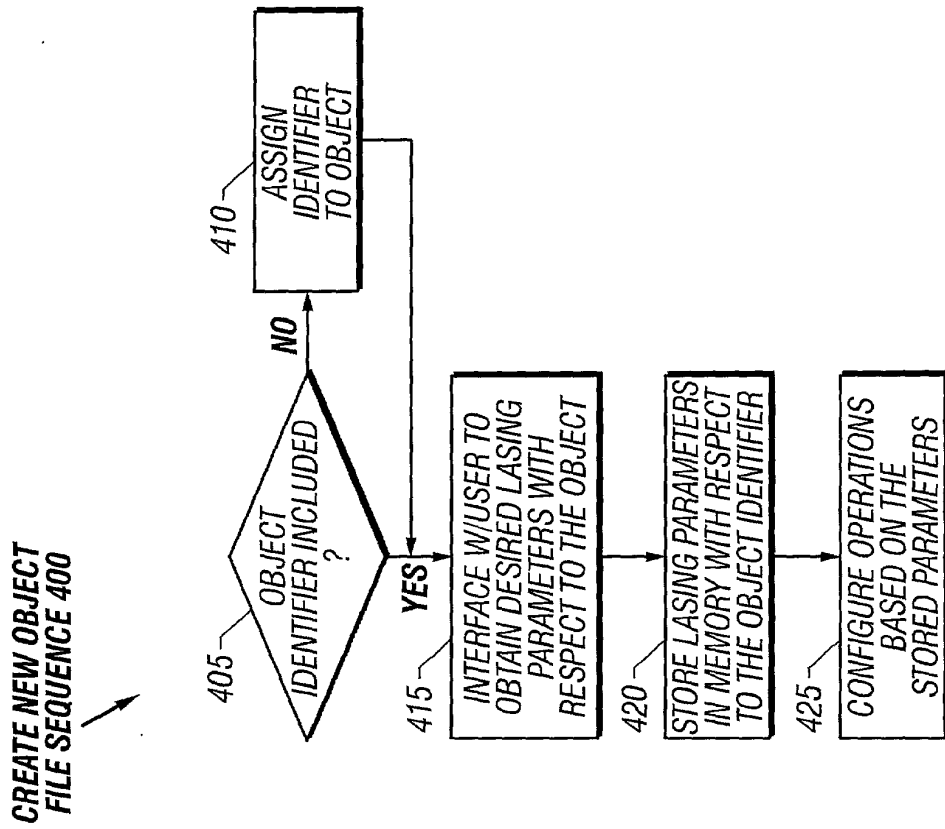 CREATE NEW OBJECT
FILE SEQUENCE 400
405
OBJECT
IDENTIFIER INCLUDED
?
NO
410
ASSIGN
IDENTIFIER
TO OBJECT
YES
415
INTERFACE W/USER TO
OBTAIN DESIRED LASING
PARAMETERS WITH
RESPECT TO THE OBJECT
420
STORE LASING PARAMETERS
IN MEMORY WITH RESPECT
TO THE OBJECT IDENTIFIER
425
CONFIGURE OPERATIONS
BASED ON THE
STORED PARAMETERS